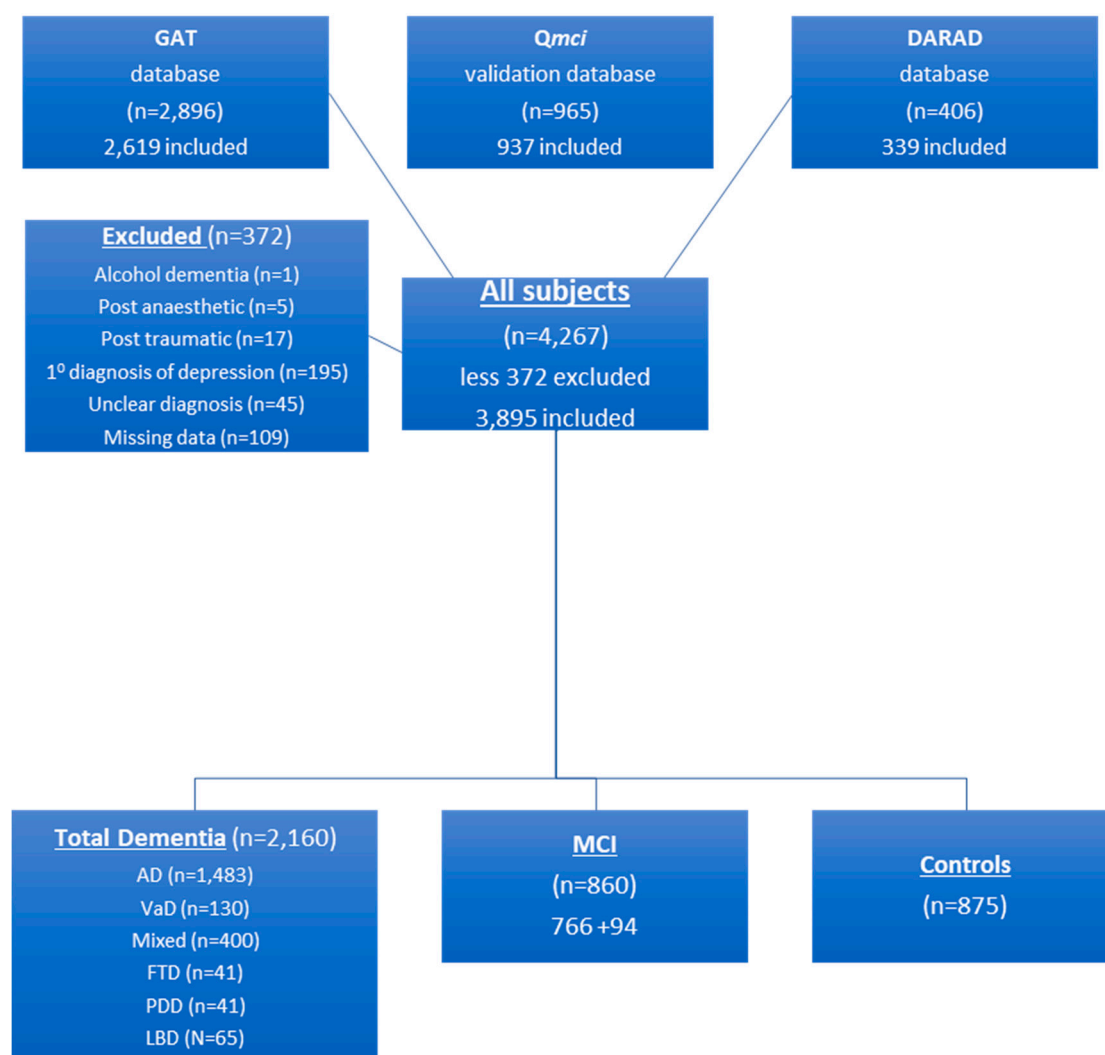 GAT
database
(n=2,896)
2,619 included
Qmci
validation database
(n=965)
937 included
DARAD
database
(n=406)
339 included
Excluded (n=372)
Alcohol dementia (n=1)
Post anaesthetic (n=5)
Post traumatic (n=17)
1⁰ diagnosis of depression (n=195)
Unclear diagnosis (n=45)
Missing data (n=109)
All subjects
(n=4,267)
less 372 excluded
3,895 included
Total Dementia (n=2,160)
AD (n=1,483)
VaD (n=130)
Mixed (n=400)
FTD (n=41)
PDD (n=41)
LBD (N=65)
MCI
(n=860)
766 +94
Controls
(n=875)